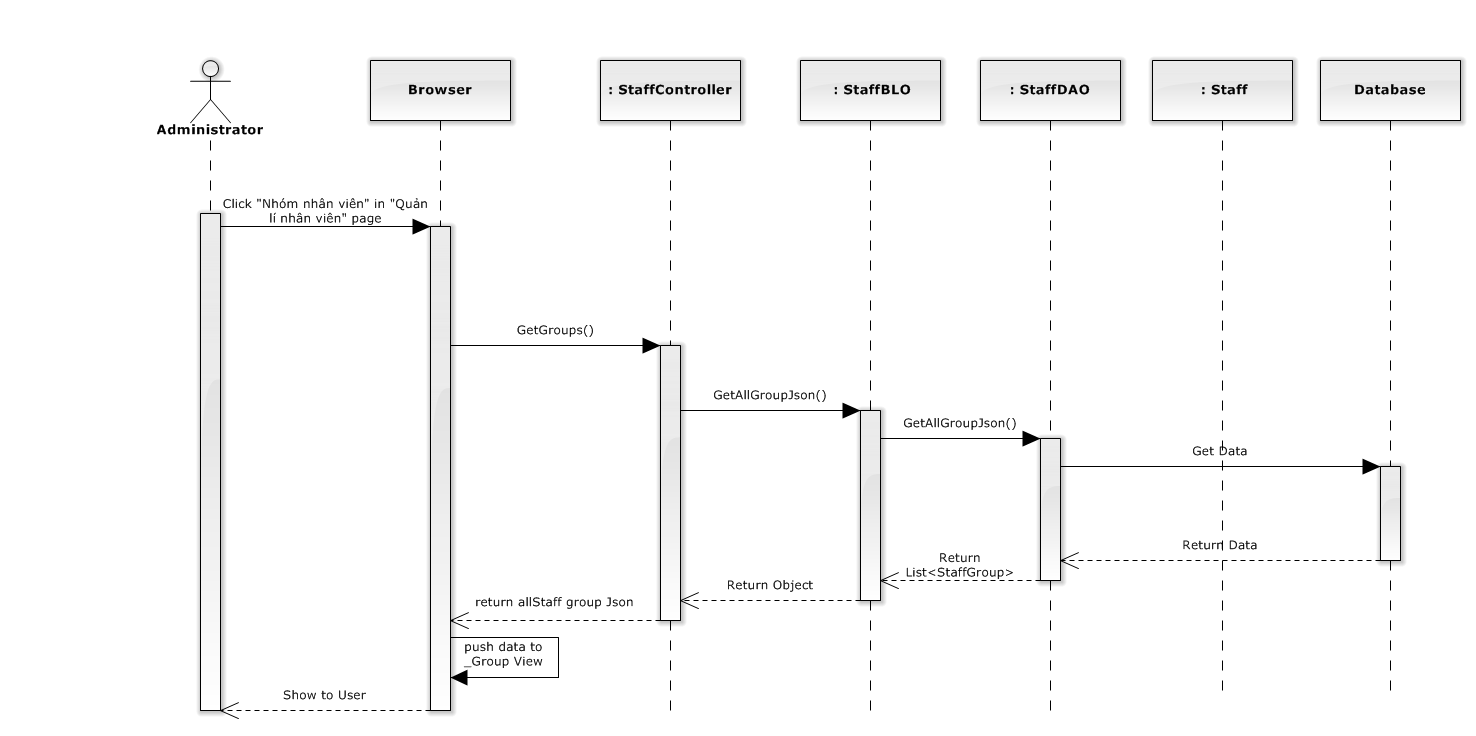 Administrator
Browser
: StaffController
: StaffBLO
: StaffDAO
: Staff
Database
Click "Nhóm nhân viên" in "Quản
lí nhân viên" page
GetGroups()
GetAllGroupJson()
GetAllGroupJson()
Get Data
Return Data
Return
List<StaffGroup>
Return Object
return allStaff group Json
push data to
_Group View
Show to User